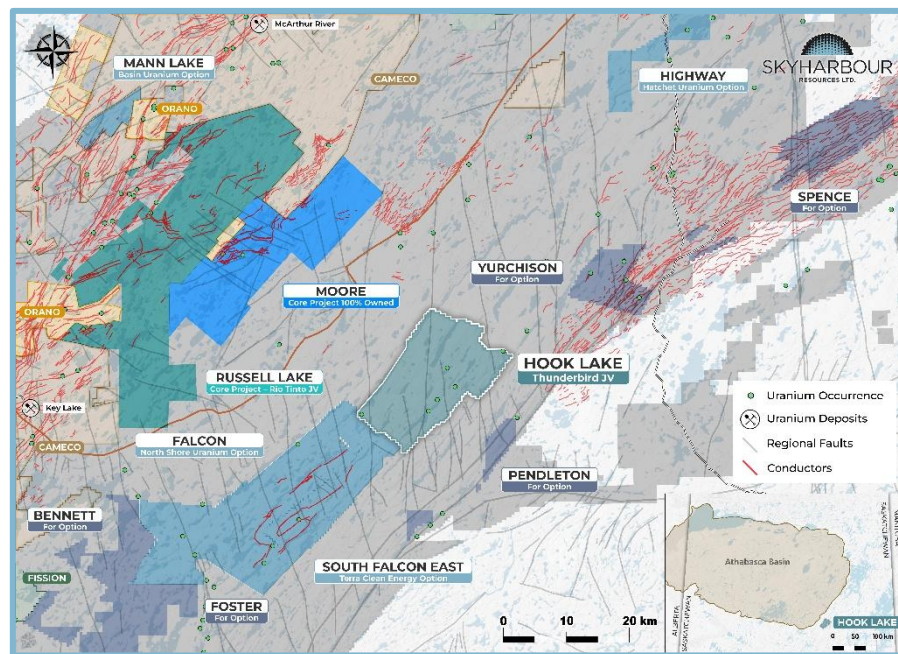 McArthur River
MANN LAKE
Basin Uranium Option
CAMECO
ORANO
HIGHWAY
Hatchet Uranium Option
SKYHARBOUR
RESOURCES LTD.
SPENCE
For Option
YURCHISON
For Option
MOORE
Core Project 100% Owned
ORANO
RUSSELL LAKE
Core Project – Rio Tinto JV
HOOK LAKE
Thunderbird JV
Key Lake
CAMECO
FALCON
North Shore Uranium Option
Uranium Occurrence
Uranium Deposits
Regional Faults
Conductors
PENDLETON
For Option
BENNETT
For Option
FISSION
SOUTH FALCON EAST
Terra Clean Energy Option
FOSTER
For Option
0 10 20 km
Athabasca Basin
ALBERTA
SASKATCHEWAN
SASKATCHEWAN
HOOK LAKE
0 50 100 km